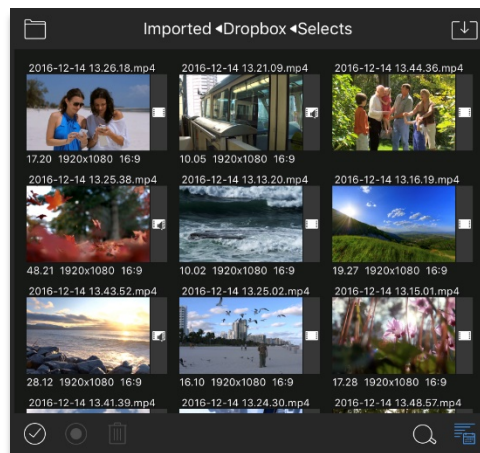 Imported ◂Dropbox ◂Selects
2016-12-14 13.26.18.mp4 2016-12-14 13.21.09.mp4 2016-12-14 13.44.36.mp4
17.20 1920x1080 16:9 10.05 1920x1080 16:9
2016-12-14 13.25.38.mp4 2016-12-14 13.13.20.mp4 2016-12-14 13.16.19.mp4
48.21 1920x1080 16:9 10.02 1920x1080 16:9 19.27 1920x1080 16:9
2016-12-14 13.43.52.mp4 2016-12-14 13.25.02.mp4 2016-12-14 13.15.01.mp4
28.12 1920x1080 16:9 16.10 1920x1080 16:9 17.28 1920x1080 16:9
2016-12-14 13.41.39.mp4 2016-12-14 13.24.30.mp4 2016-12-14 13.48.57.mp4